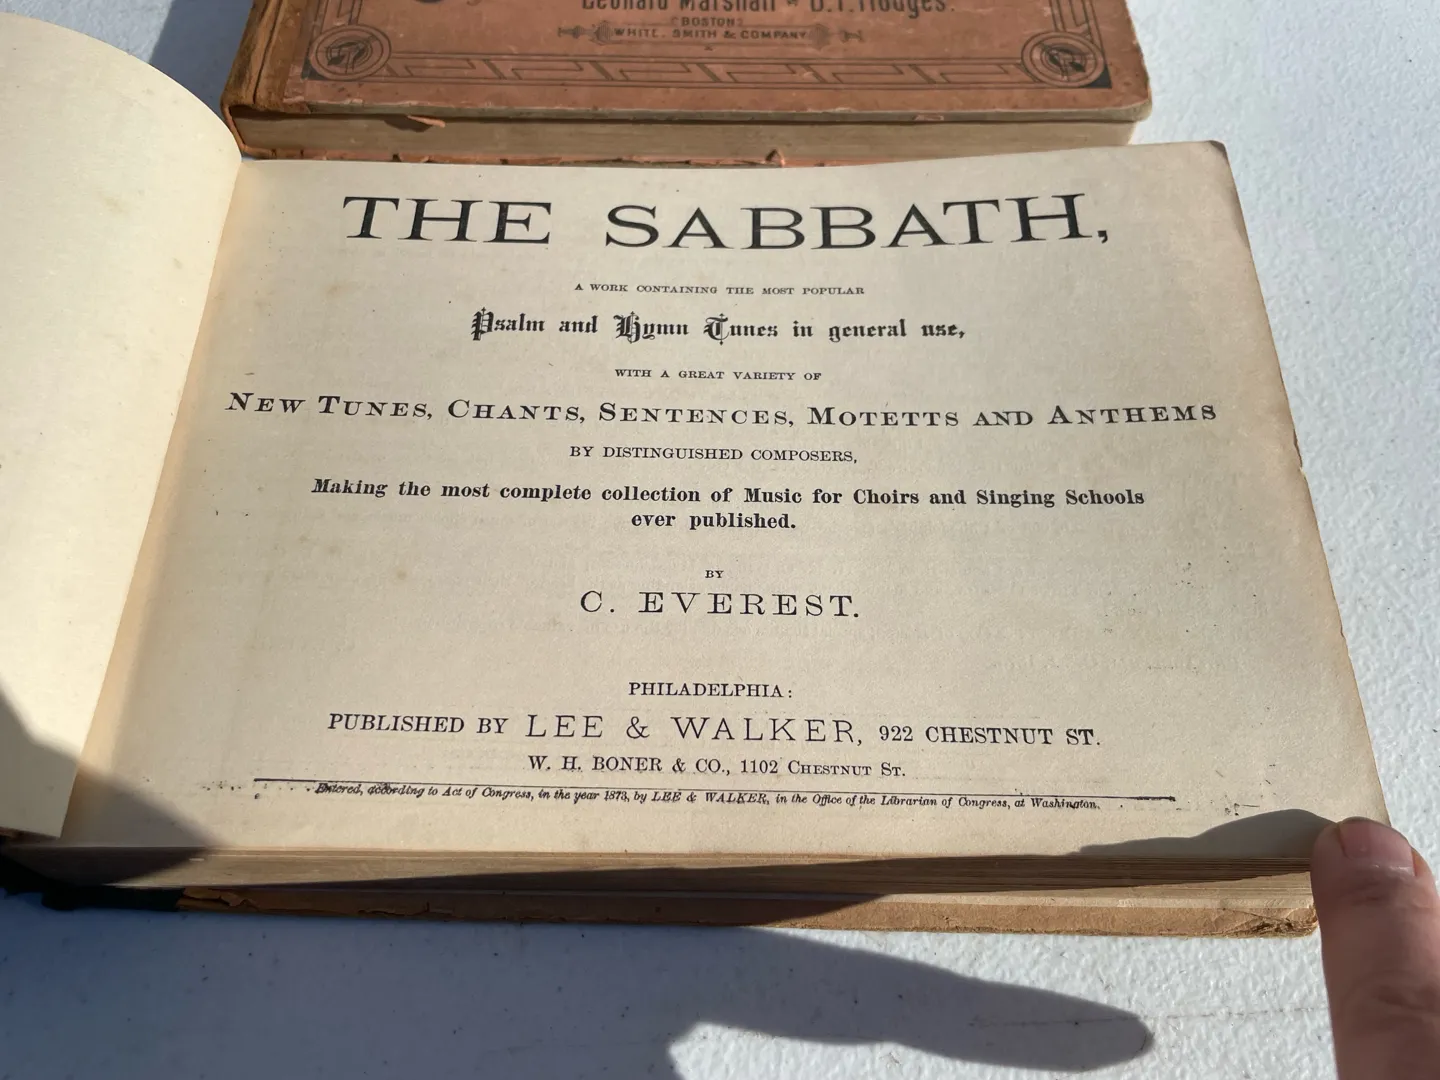 Leonard Marshall
BOSTON:
WHITE, SMITH & COMPANY
THE SABBATH,
A WORK CONTAINING THE MOST POPULAR
Psalm and Hymn Tunes in general use,
WITH A GREAT VARIETY OF
NEW TUNES, CHANTS, SENTENCES, MOTETTS AND ANTHEMS
BY DISTINGUISHED COMPOSERS,
Making the most complete collection of Music for Choirs and Singing Schools
ever published.
BY
C. EVEREST.
PHILADELPHIA:
PUBLISHED BY LEE & WALKER, 922 CHESTNUT ST.
W. H. BONER & CO., 1102 CHESTNUT ST.
Entered, according to Act of Congress, in the year 1873, by LEE & WALKER, in the Office of the Librarian of Congress, at Washington.